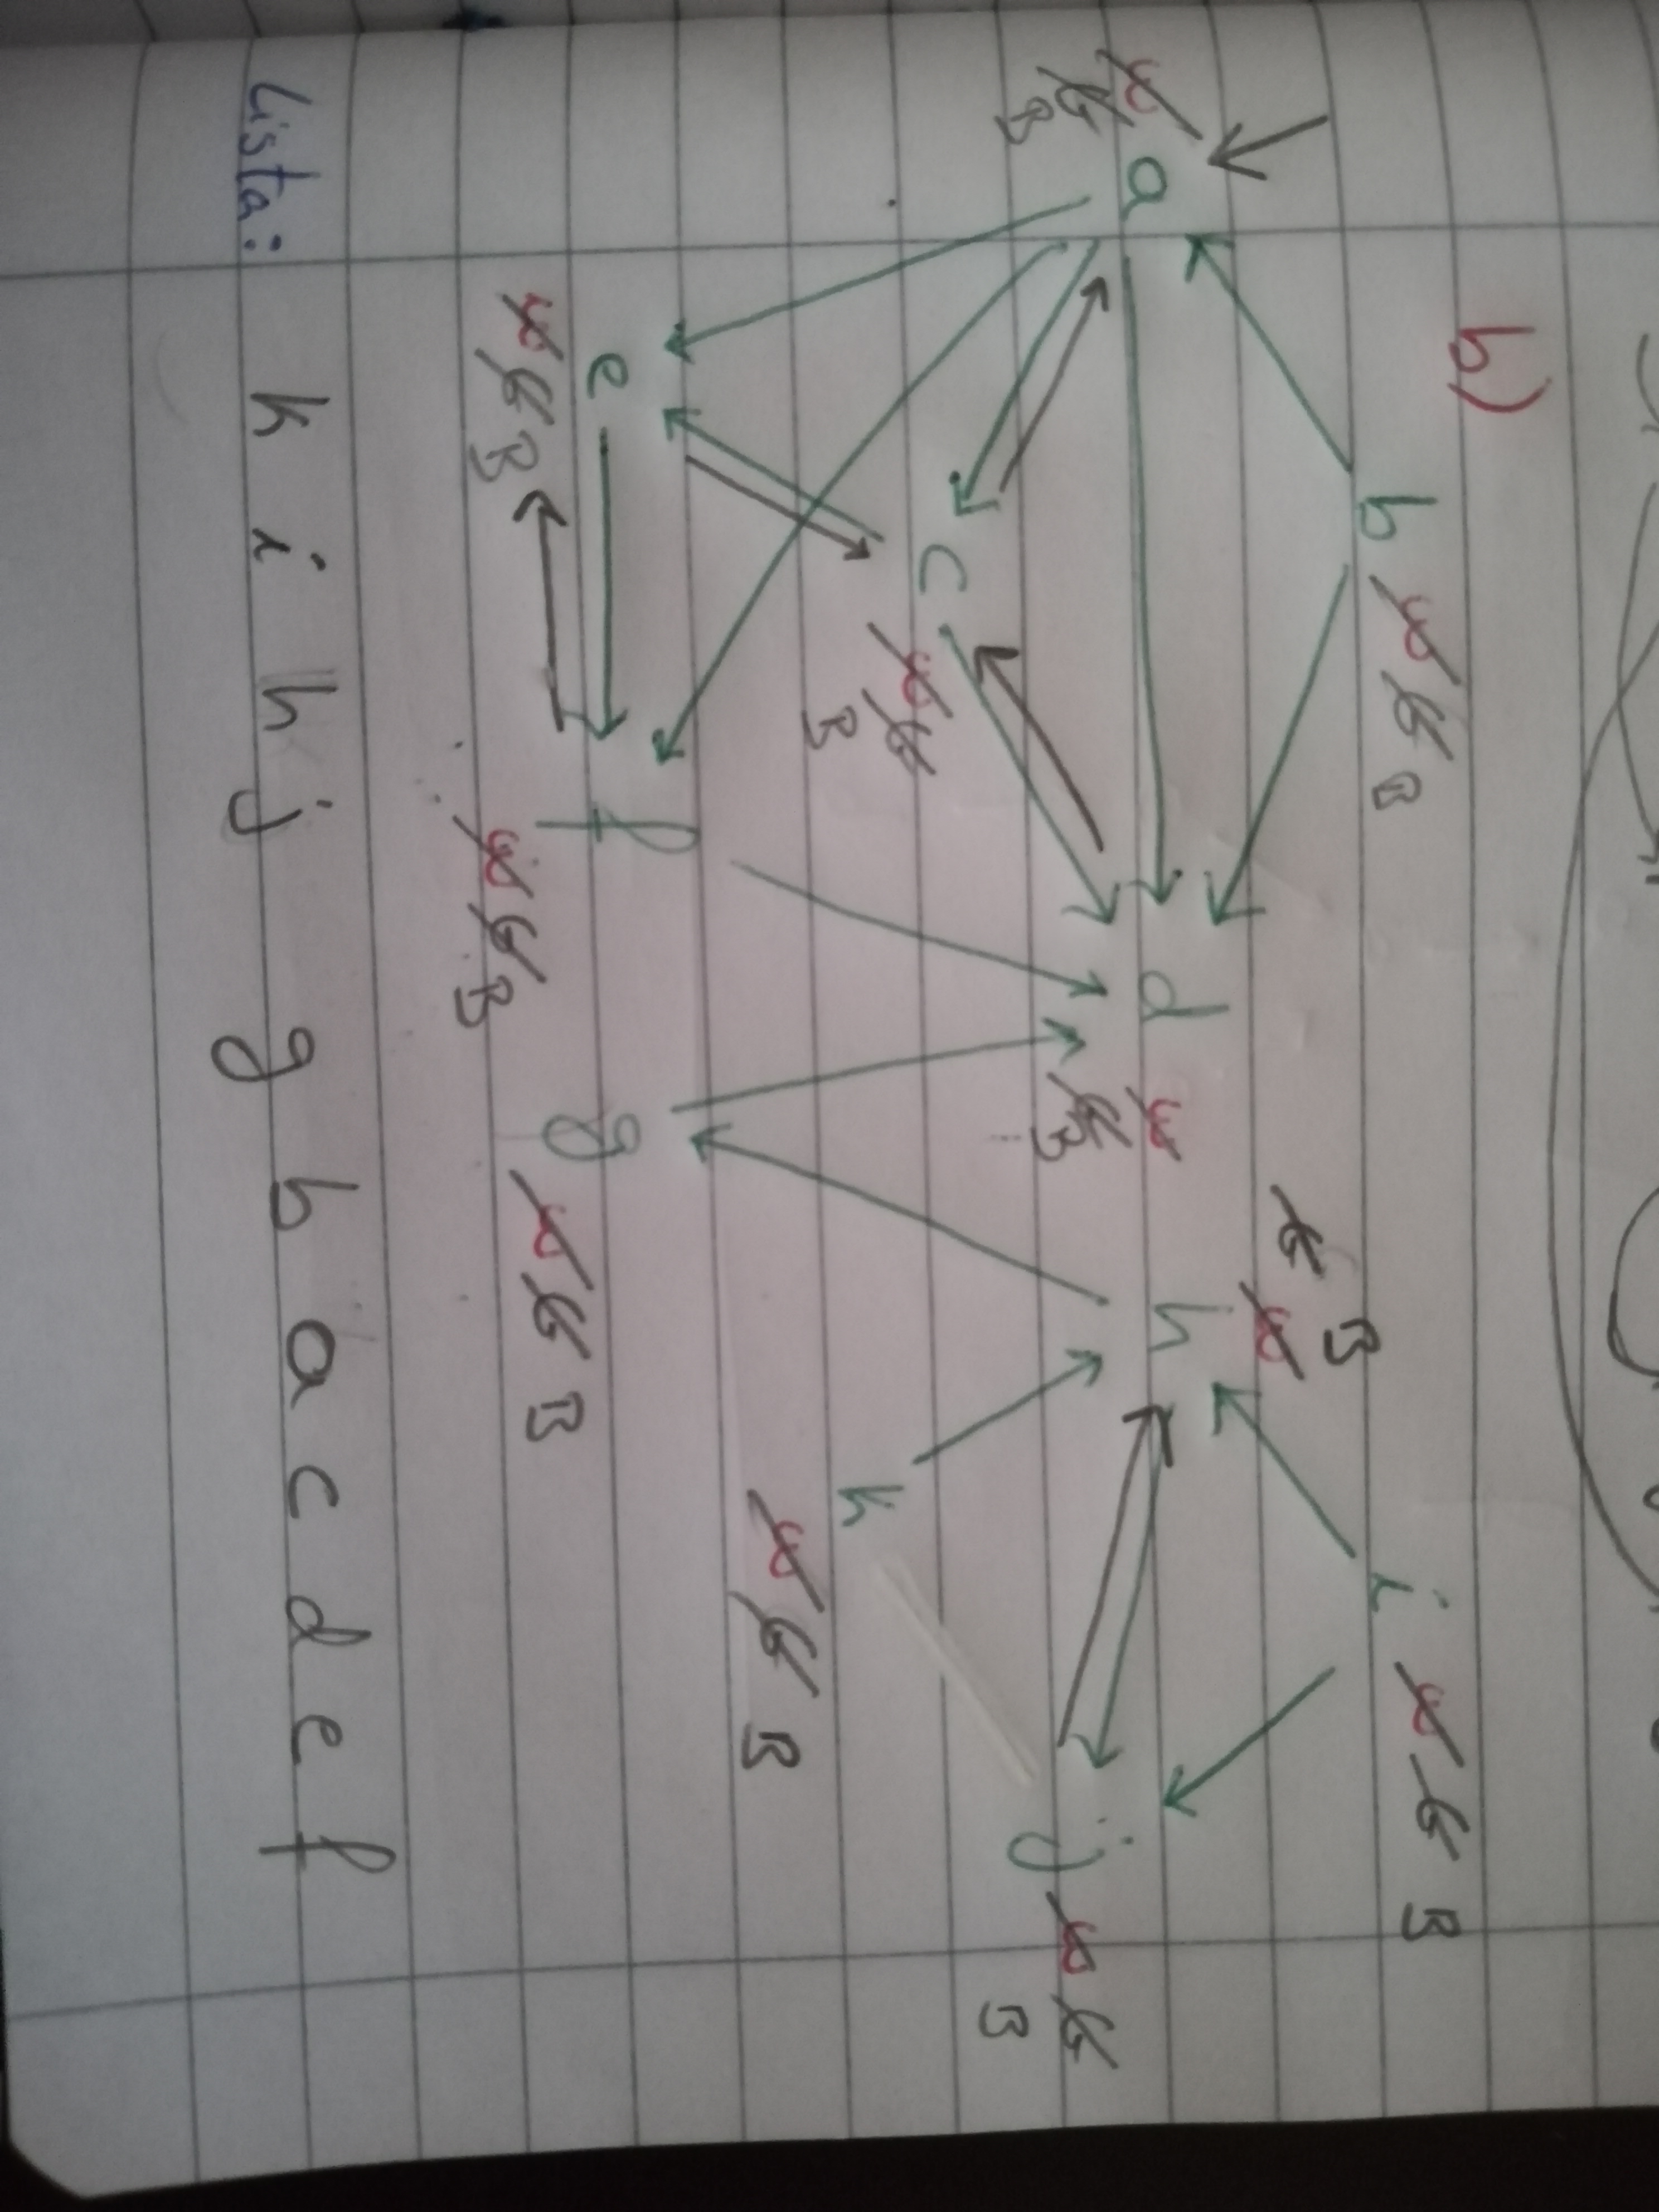 b)
b W G B i W G B
G W B
W a d W h
G B G B j W G B
c W G B
k W G B
e f g
W G B W G B W G B
Lista: k i h j g b a c d e f